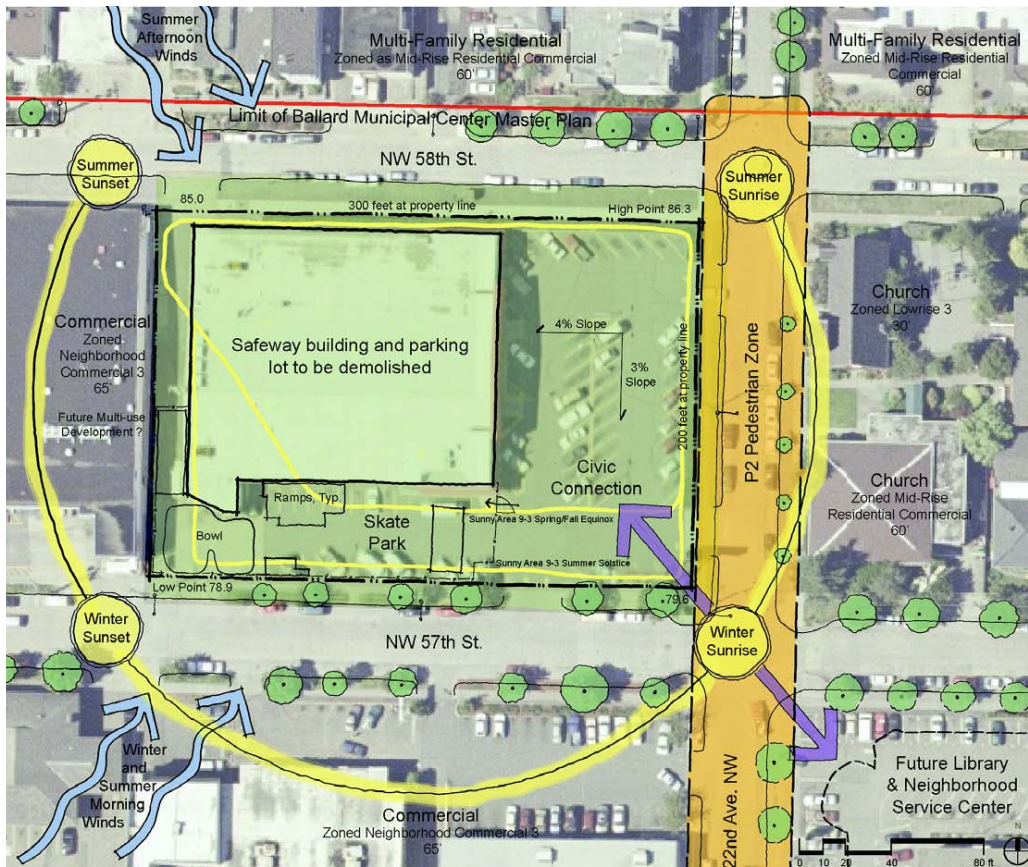 Summer
Afternoon
Winds
Multi-Family Residential
Zoned as Mid-Rise Residential Commercial
60'
Multi-Family Residential
Zoned Mid-Rise Residential
Commercial
60'
Limit of Ballard Municipal Center Master Plan
NW 58th St.
Summer
Sunset
Summer
Sunrise
85.0
300 feet at property line
High Point 86.3
Commercial
Zoned
Neighborhood
Commercial 3
65'
Future Multi-use
Development ?
Safeway building and parking
lot to be demolished
4% Slope
3%
Slope
200 feet at property line
P2 Pedestrian Zone
Church
Zoned Lowrise 3
30'
Church
Zoned Mid-Rise
Residential Commercial
60'
Civic
Connection
Ramps, Typ.
Skate
Park
Bowl
Sunny Area 9-3 Spring/Fall Equinox
Sunny Area 9-3 Summer Solstice
Low Point 78.9
79.6
Winter
Sunset
NW 57th St.
Winter
Sunrise
Winter
and
Summer
Morning
Winds
Commercial
Zoned Neighborhood Commercial 3
65'
22nd Ave. NW
Future Library
& Neighborhood
Service Center
N
0 10 20 40 80 ft 20